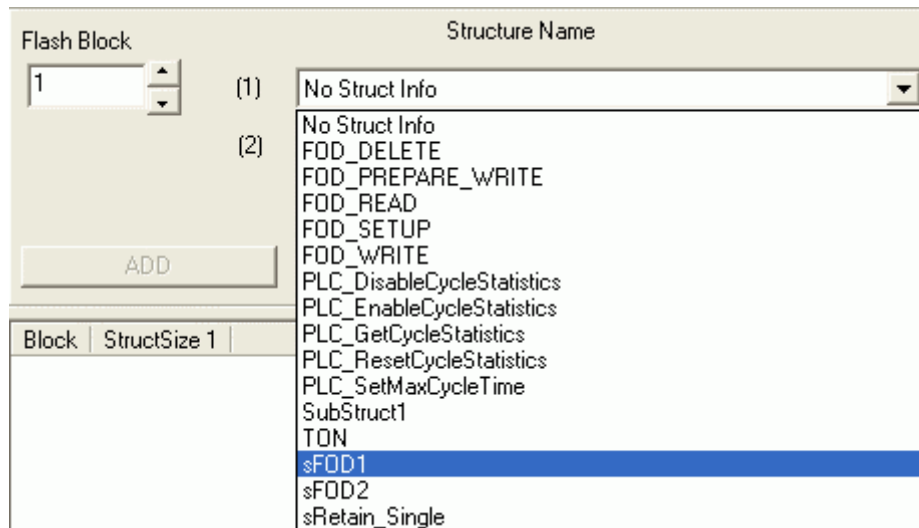 Flash Block
Structure Name
1
(1)
No Struct Info
(2)
No Struct Info
FOD_DELETE
FOD_PREPARE_WRITE
FOD_READ
FOD_SETUP
FOD_WRITE
PLC_DisableCycleStatistics
PLC_EnableCycleStatistics
PLC_GetCycleStatistics
PLC_ResetCycleStatistics
PLC_SetMaxCycleTime
SubStruct1
TON
sFOD1
sFOD2
sRetain_Single
ADD
Block
StructSize 1